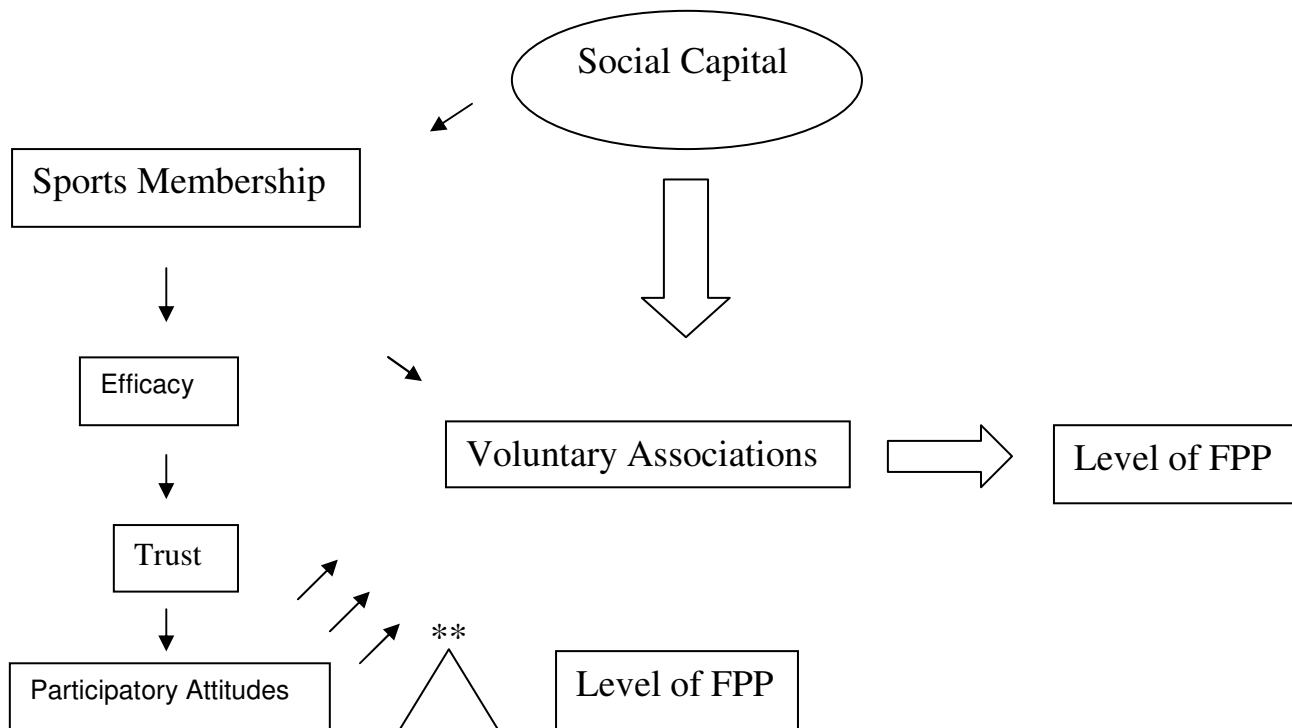 Social Capital
Sports Membership
Efficacy
Voluntary Associations
Level of FPP
Trust
**
Participatory Attitudes
Level of FPP